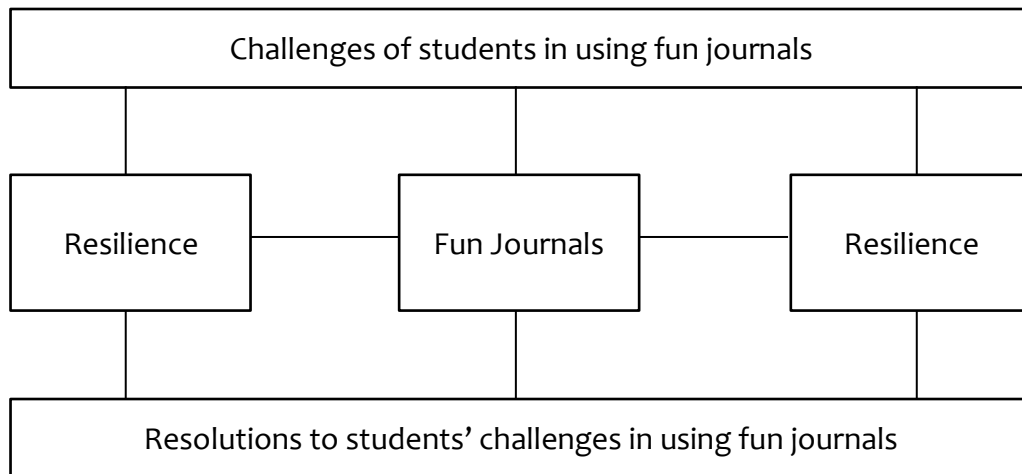 Challenges of students in using fun journals
Resilience
Fun Journals
Resilience
Resolutions to students’ challenges in using fun journals